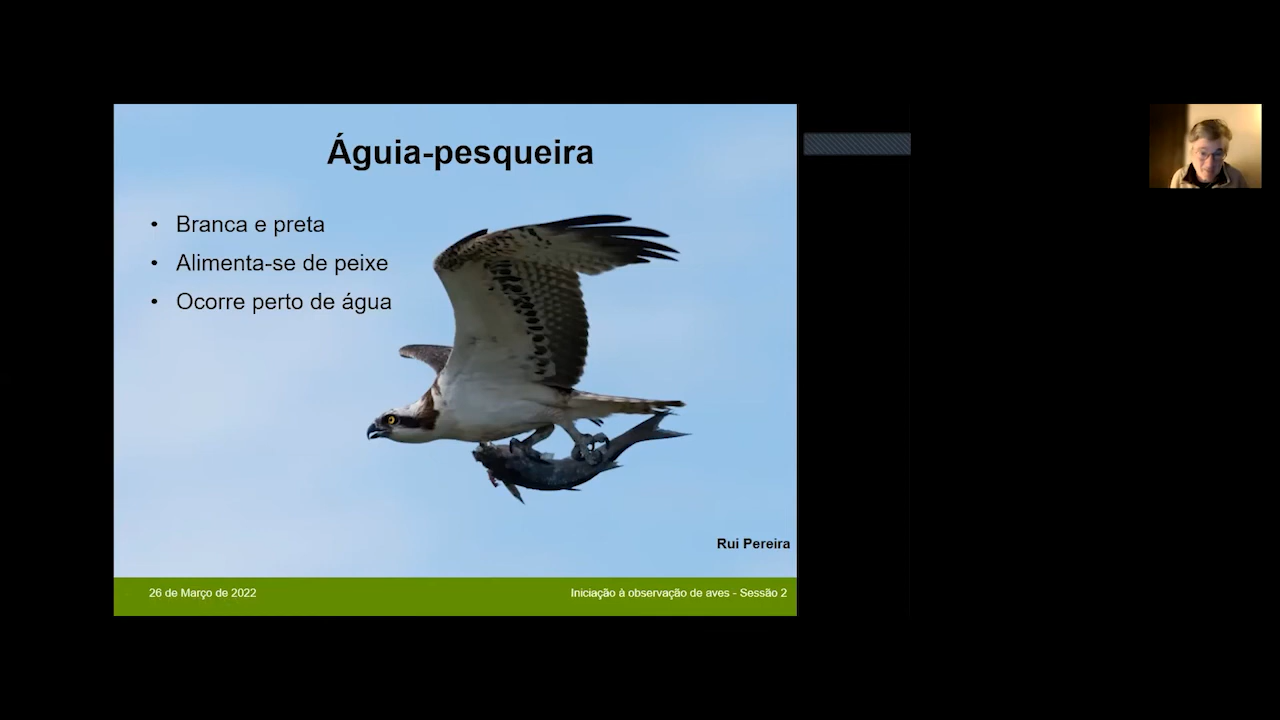 Águia-pesqueira
• Branca e preta
• Alimenta-se de peixe
• Ocorre perto de água
Rui Pereira
26 de Março de 2022
Iniciação à observação de aves - Sessão 2